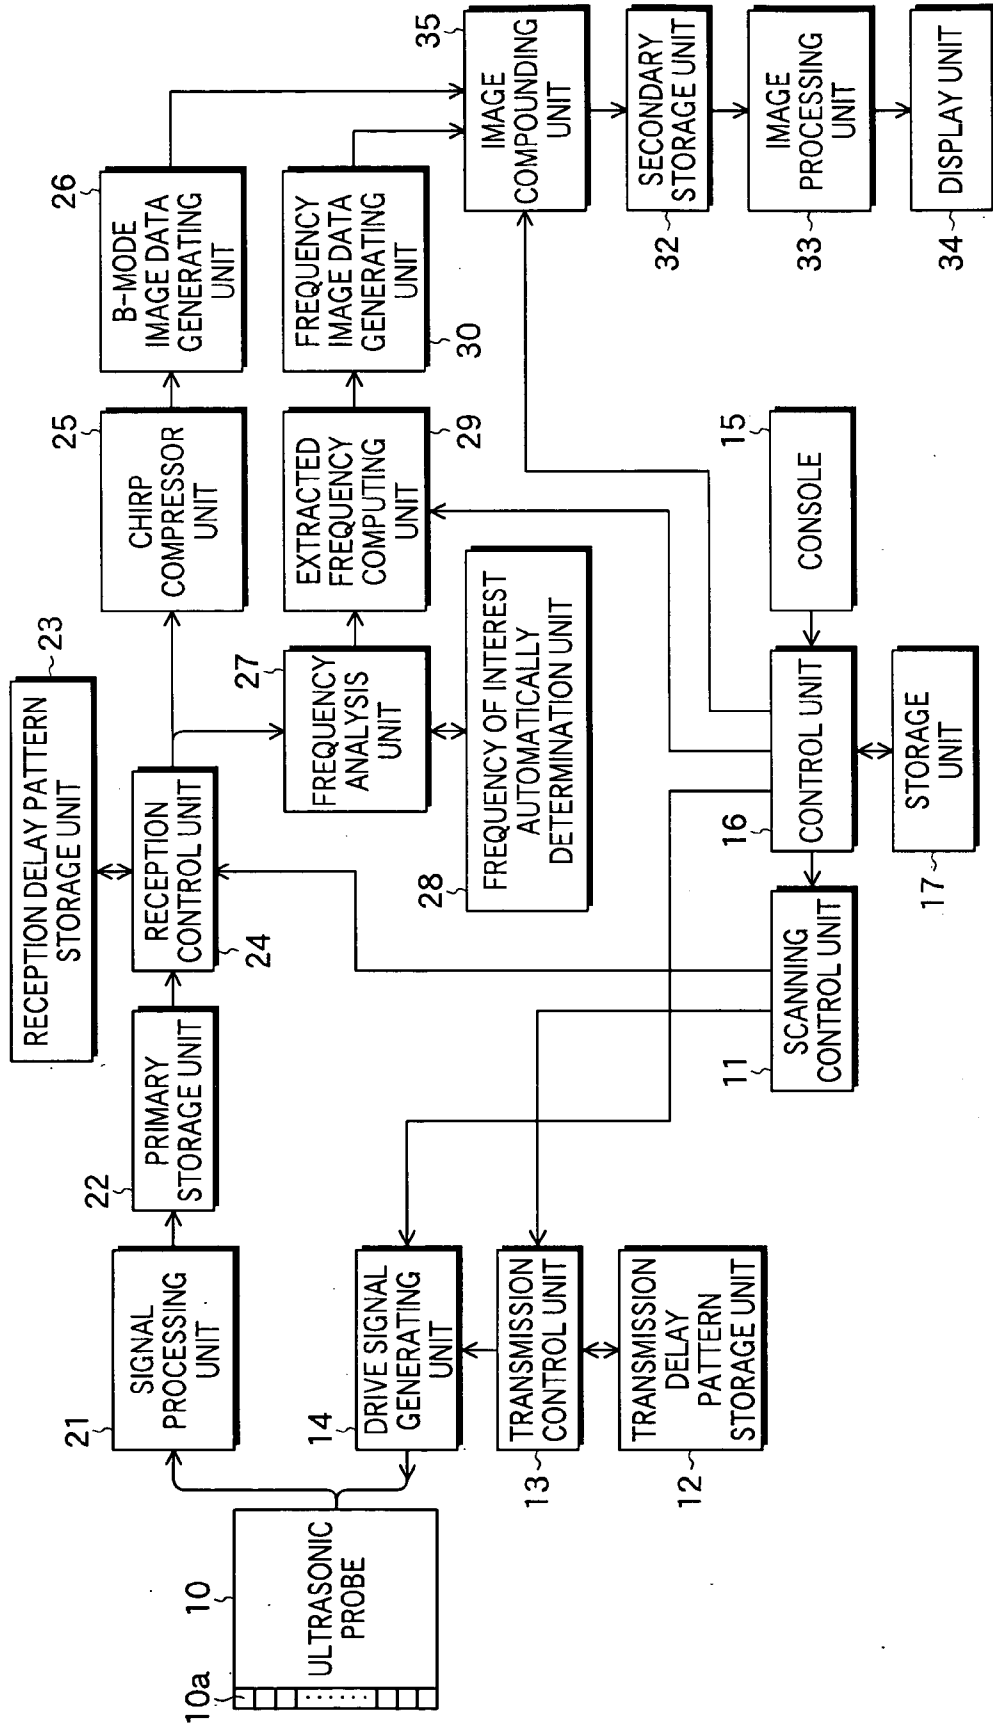 10a
10
ULTRASONIC
PROBE
21
SIGNAL
PROCESSING
UNIT
22
PRIMARY
STORAGE UNIT
RECEPTION DELAY PATTERN
STORAGE UNIT
23
RECEPTION
CONTROL UNIT
24
25
CHIRP
COMPRESSOR
UNIT
26
B-MODE
IMAGE DATA
GENERATING
UNIT
27
FREQUENCY
ANALYSIS
UNIT
28
FREQUENCY OF INTEREST
AUTOMATICALLY
DETERMINATION UNIT
EXTRACTED
FREQUENCY
COMPUTING
UNIT
29
FREQUENCY
IMAGE DATA
GENERATING
UNIT
30
35
IMAGE
COMPOUNDING
UNIT
SECONDARY
STORAGE UNIT
32
IMAGE
PROCESSING
UNIT
33
DISPLAY UNIT
34
14
DRIVE SIGNAL
GENERATING
UNIT
TRANSMISSION
CONTROL UNIT
13
TRANSMISSION
DELAY
PATTERN
STORAGE UNIT
12
11
SCANNING
CONTROL UNIT
16
CONTROL UNIT
15
CONSOLE
STORAGE
UNIT
17